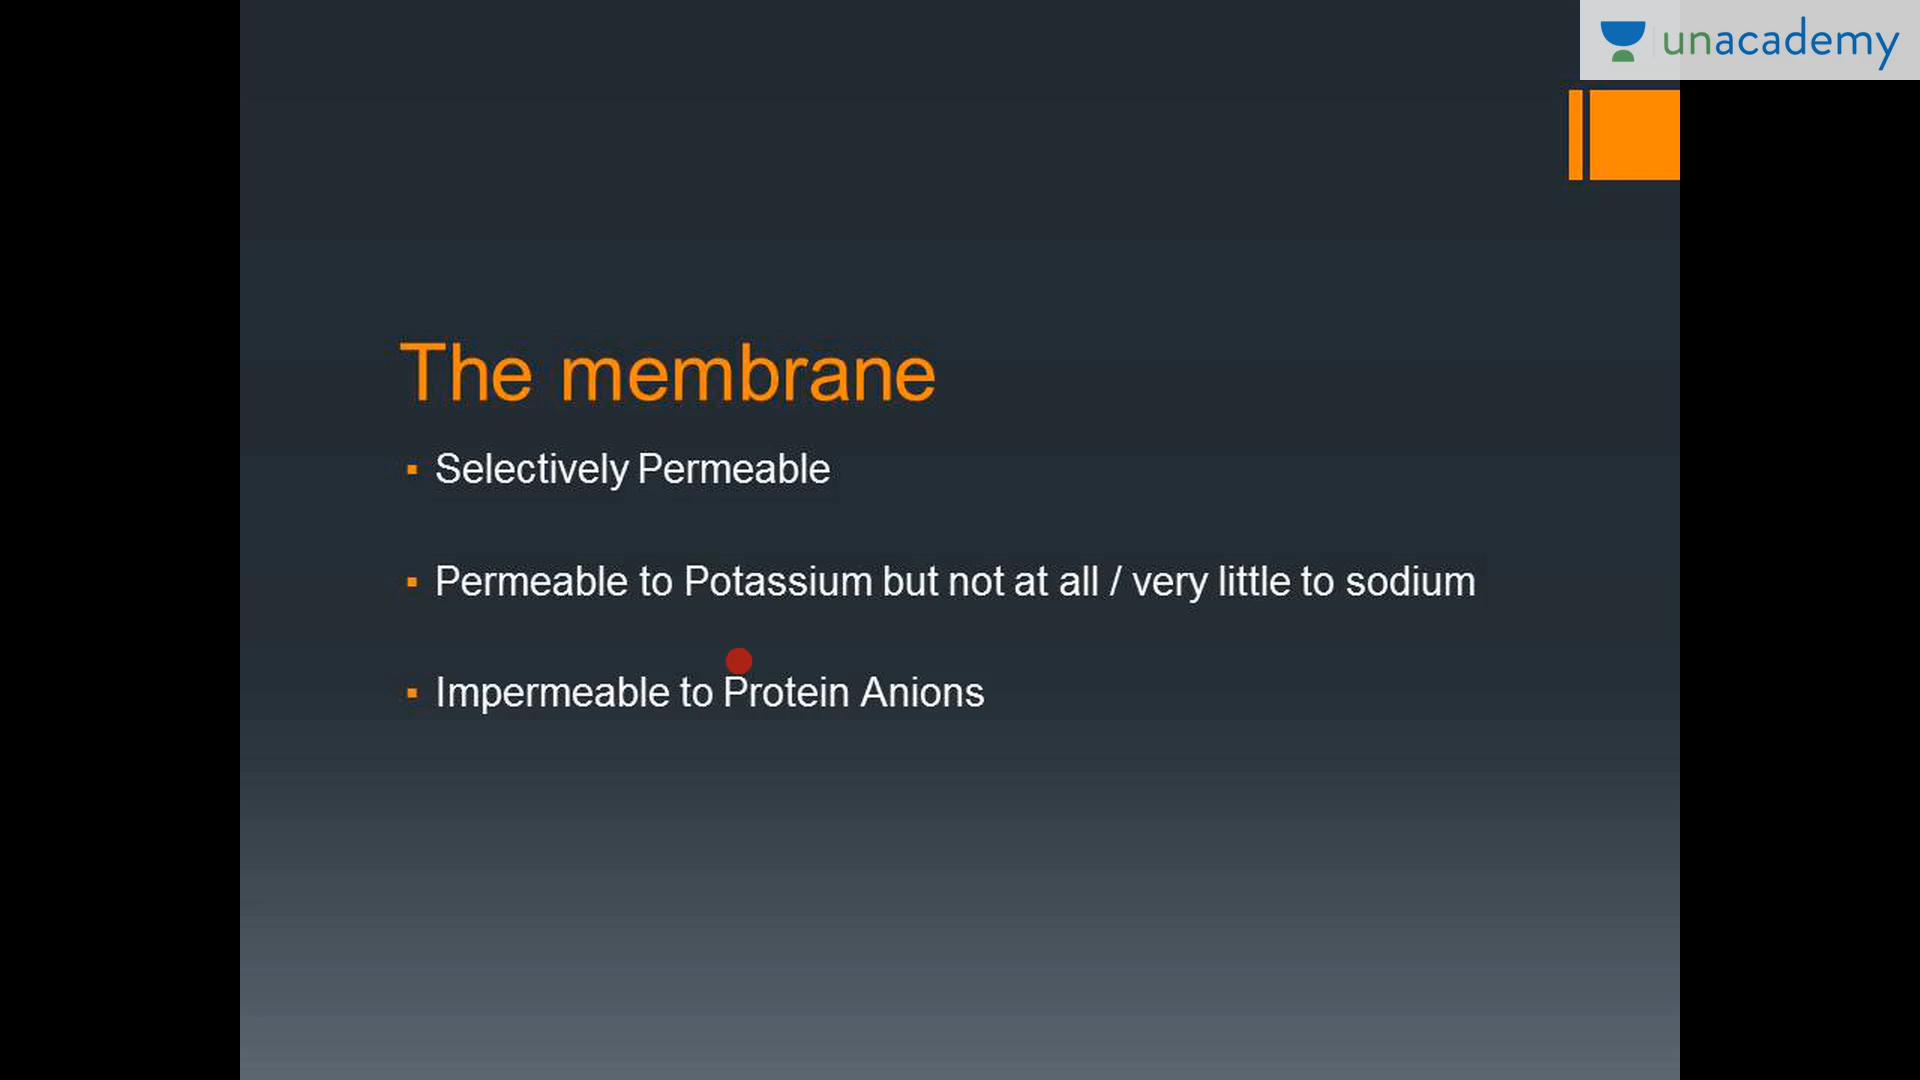 unacademy
The membrane
Selectively Permeable
Permeable to Potassium but not at all / very little to sodium
Impermeable to Protein Anions